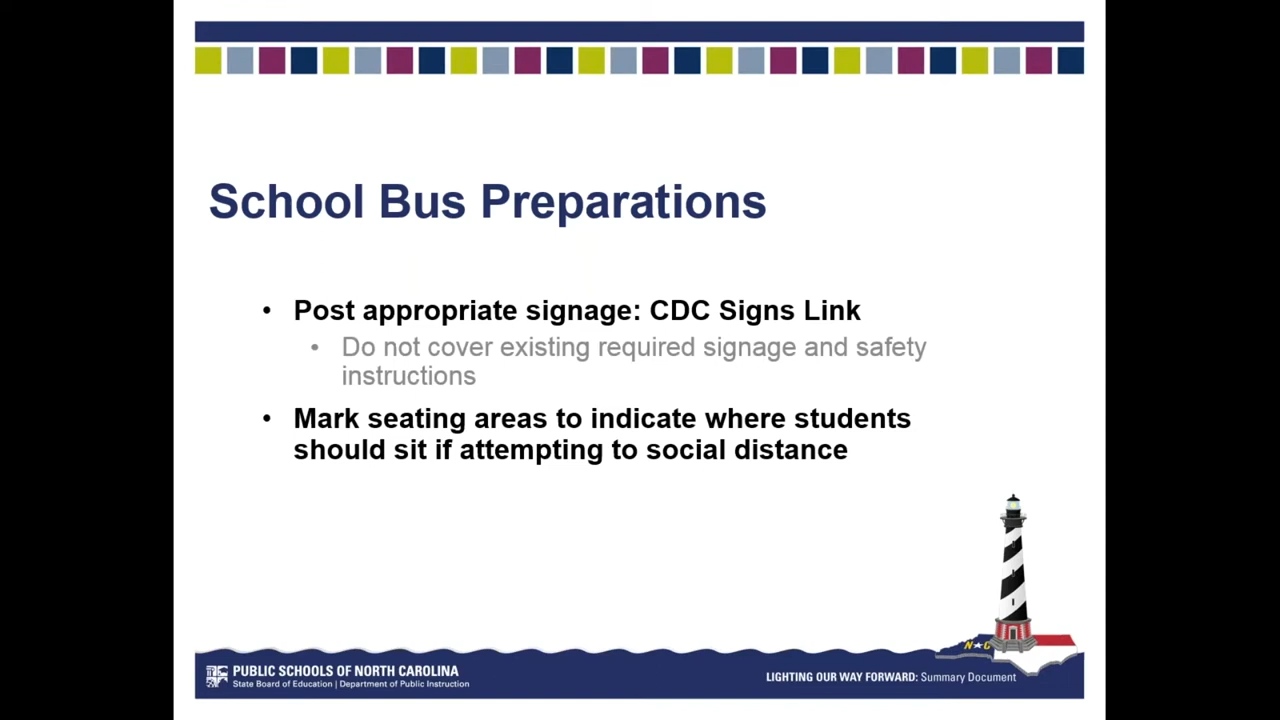 School Bus Preparations
• Post appropriate signage: CDC Signs Link
• Do not cover existing required signage and safety
instructions
• Mark seating areas to indicate where students
should sit if attempting to social distance
N★C
PUBLIC SCHOOLS OF NORTH CAROLINA
State Board of Education | Department of Public Instruction
LIGHTING OUR WAY FORWARD: Summary Document